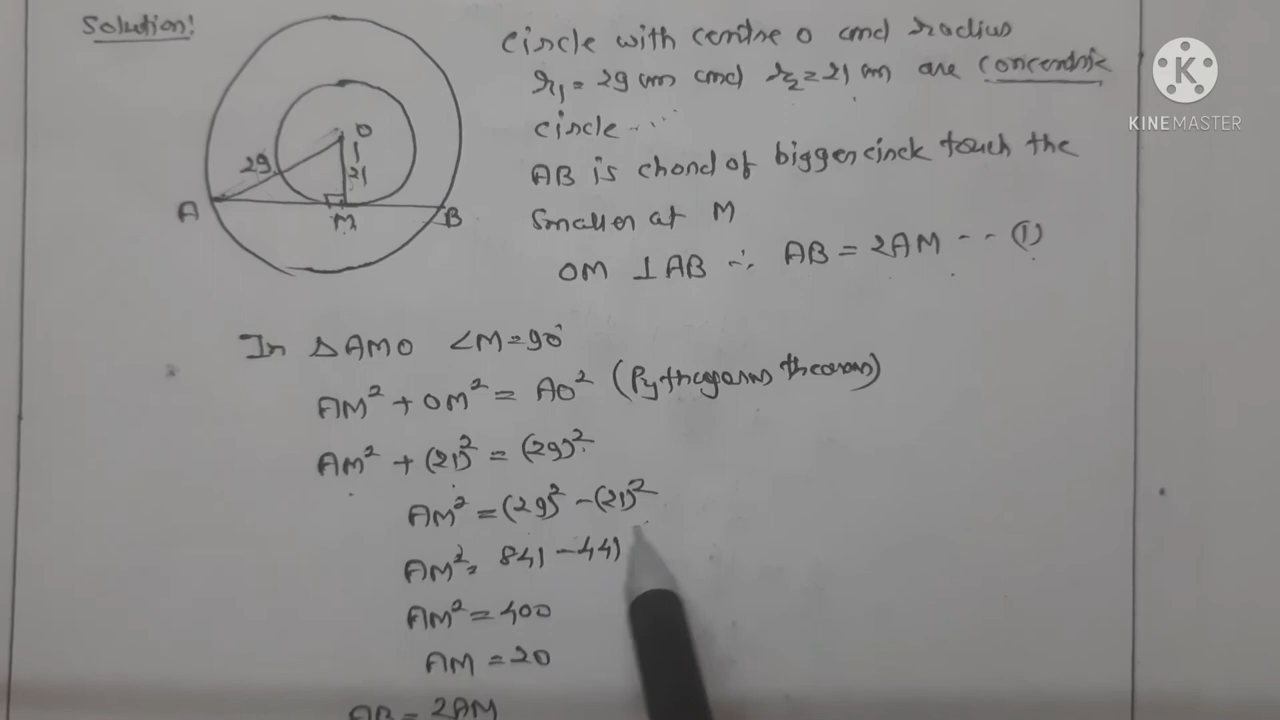 Solution:
circle with centre O and radius
r₁ = 29 cm and r₂ = 21 cm are concentric
circle ...
AB is chord of bigger circle touch the
smaller at M
OM ⊥ AB ∴ AB = 2AM -- (1)
O
29
21
A
M
B
In △AMO ∠M=90°
AM² + OM² = AO² (Pythagoras theorem)
AM² + (21)² = (29)²
AM² = (29)² - (21)²
AM² = 841 - 441
AM² = 400
AM = 20
AB = 2AM
K
KINEMASTER